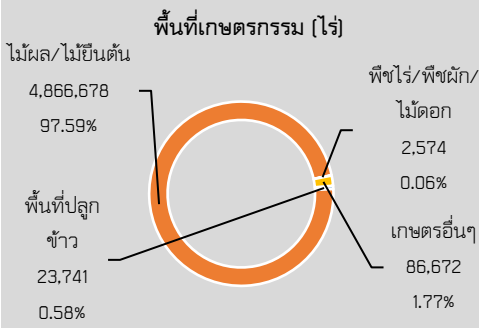 พื้นที่เกษตรกรรม (ไร่)
ไม้ผล/ไม้ยืนต้น
4,866,678
97.59%
พืชไร่/พืชผัก/
ไม้ดอก
2,574
0.06%
พื้นที่ปลูก
ข้าว
23,741
0.58%
เกษตรอื่นๆ
86,672
1.77%